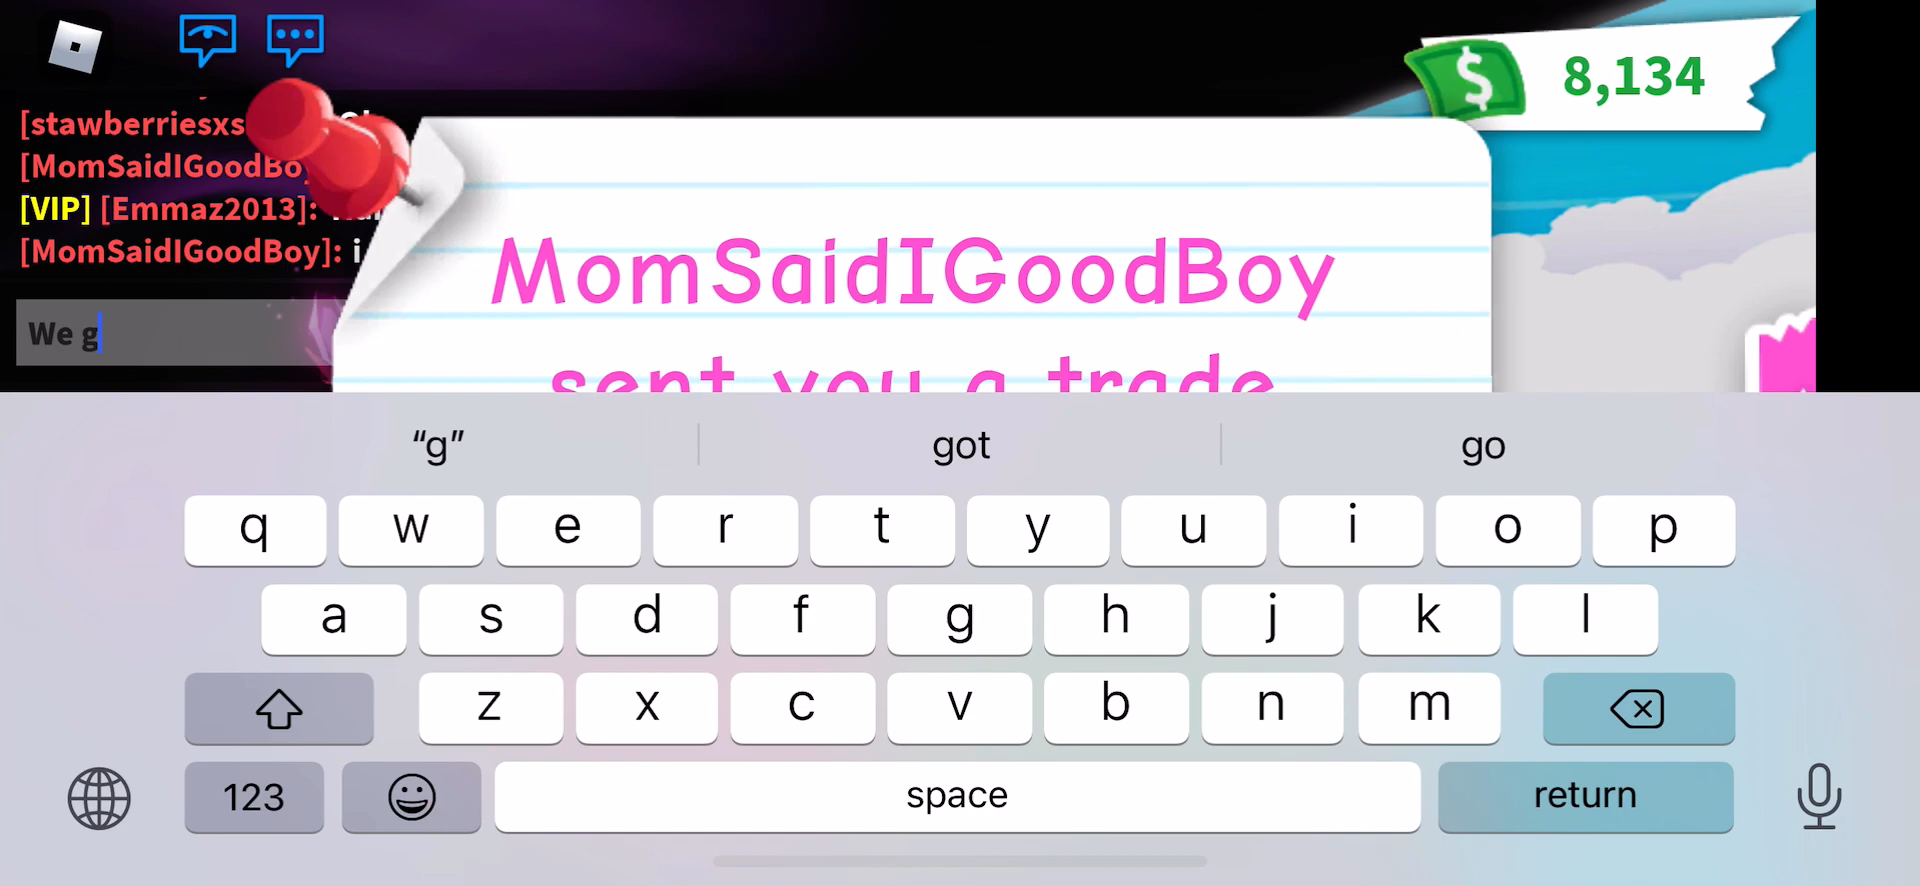 8,134
[stawberriesxs
[MomSaidIGoodBo
[VIP] [Emmaz2013]:
[MomSaidIGoodBoy]: i
We g
MomSaidIGoodBoy
sent you a trade
“g” got go
q w e r t y u i o p
a s d f g h j k l
z x c v b n m
123 space return